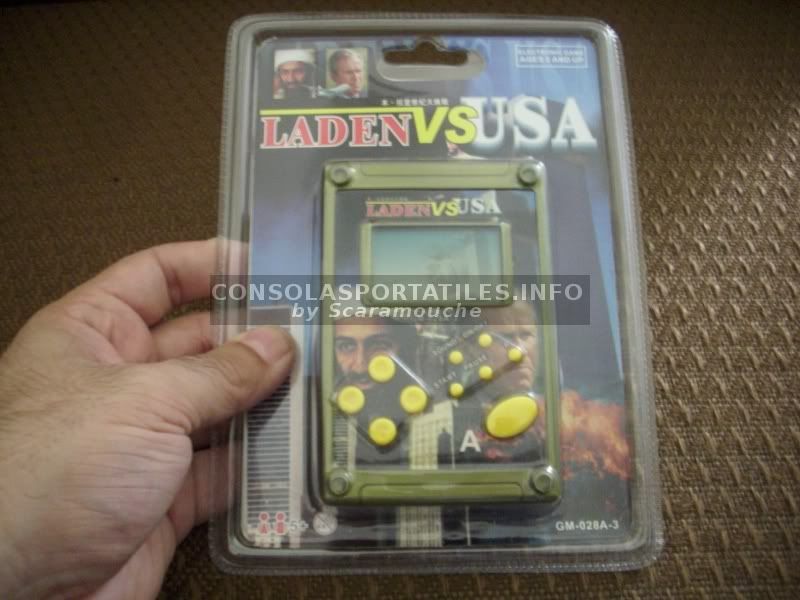 ELECTRONIC GAME
AGES 5 AND UP
LADEN VS USA
LADEN VS USA
CONSOLASPORTATILES.INFO
by Scaramouche
START
PAUSE
A
5+
GM-028A-3